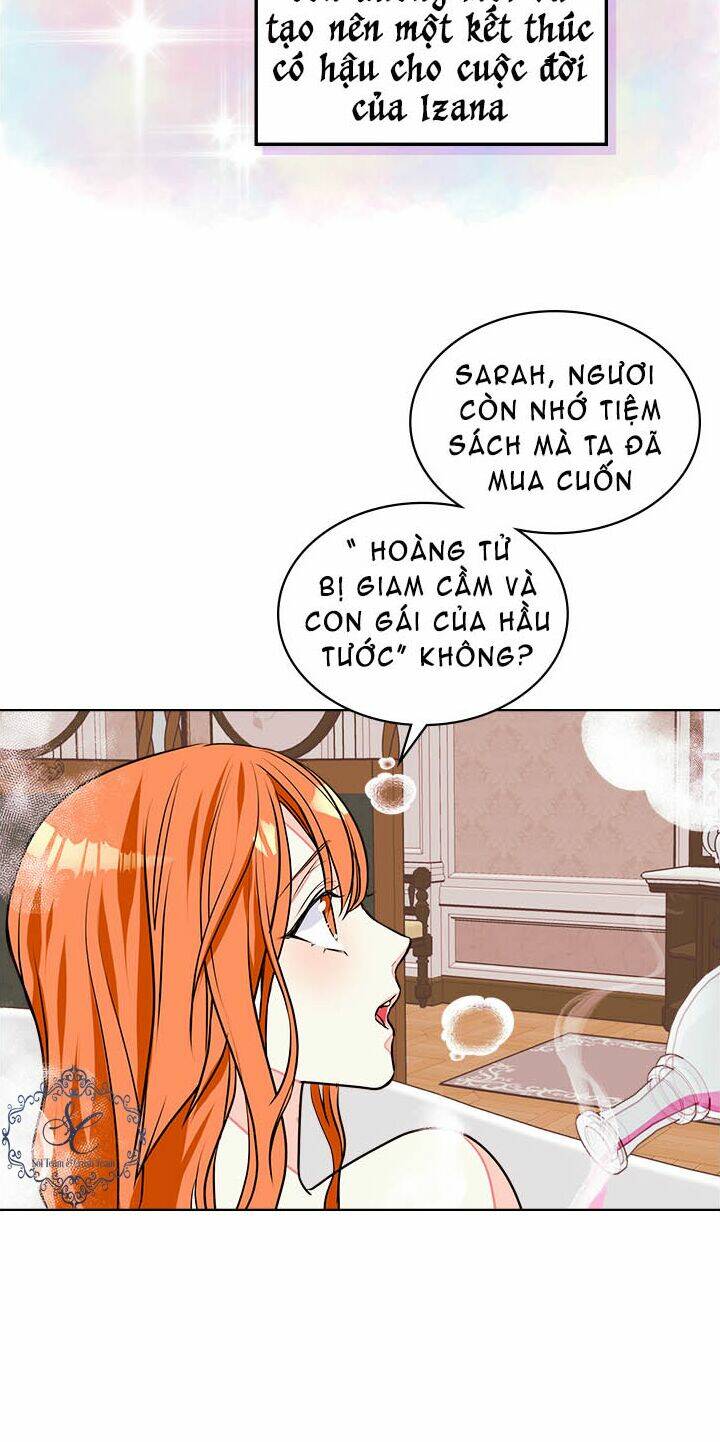 tạo nên một kết thúc
có hậu cho cuộc đời
của Izana
SARAH, NGƯƠI
CÒN NHỚ TIỆM
SÁCH MÀ TA ĐÃ
MUA CUỐN
“ HOÀNG TỬ
BỊ GIAM CẦM VÀ
CON GÁI CỦA HẦU
TƯỚC” KHÔNG?